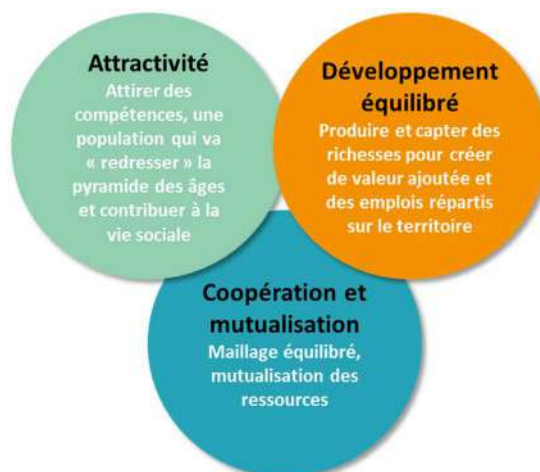 Attractivité
Attirer des
compétences, une
population qui va
« redresser » la
pyramide des âges
et contribuer à la
vie sociale
Développement
équilibré
Produire et capter des
richesses pour créer
de valeur ajoutée et
des emplois répartis
sur le territoire
Coopération et
mutualisation
Maillage équilibré,
mutualisation des
ressources